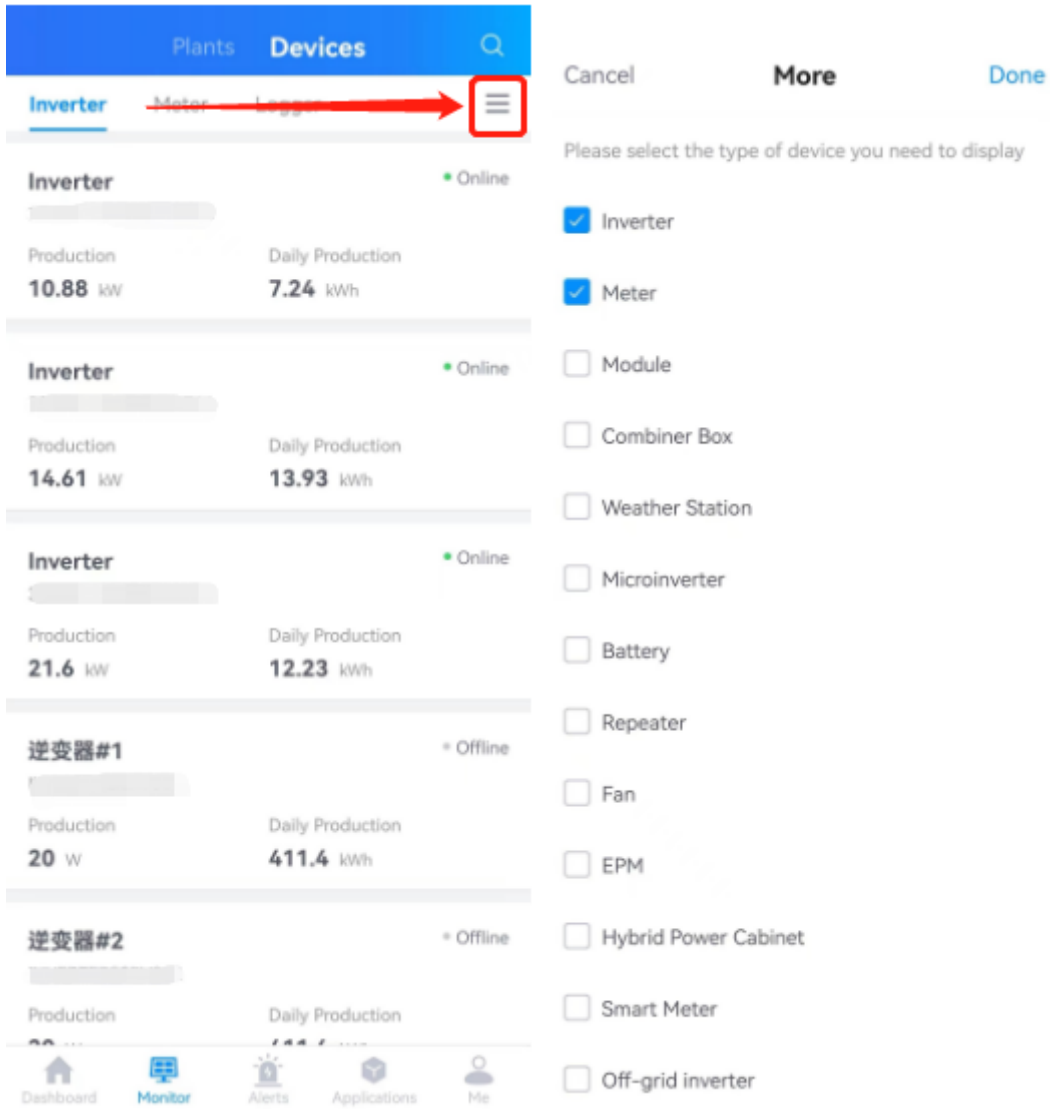 Plants Devices
Inverter Meter Logger
Inverter
Online
Production Daily Production
10.88 kW 7.24 kWh
Inverter
Online
Production Daily Production
14.61 kW 13.93 kWh
Inverter
Online
Production Daily Production
21.6 kW 12.23 kWh
逆变器#1
Offline
Production Daily Production
20 W 411.4 kWh
逆变器#2
Offline
Production Daily Production
Dashboard Monitor Alerts Applications Me
Cancel More Done
Please select the type of device you need to display
Inverter
Meter
Module
Combiner Box
Weather Station
Microinverter
Battery
Repeater
Fan
EPM
Hybrid Power Cabinet
Smart Meter
Off-grid inverter